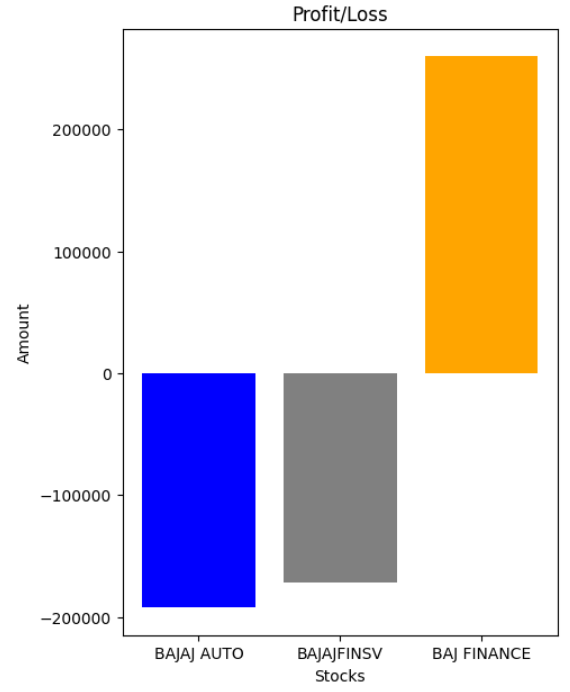 Profit/Loss
200000
100000
0
−100000
−200000
Amount
BAJAJ AUTO
BAJAJFINSV
BAJ FINANCE
Stocks